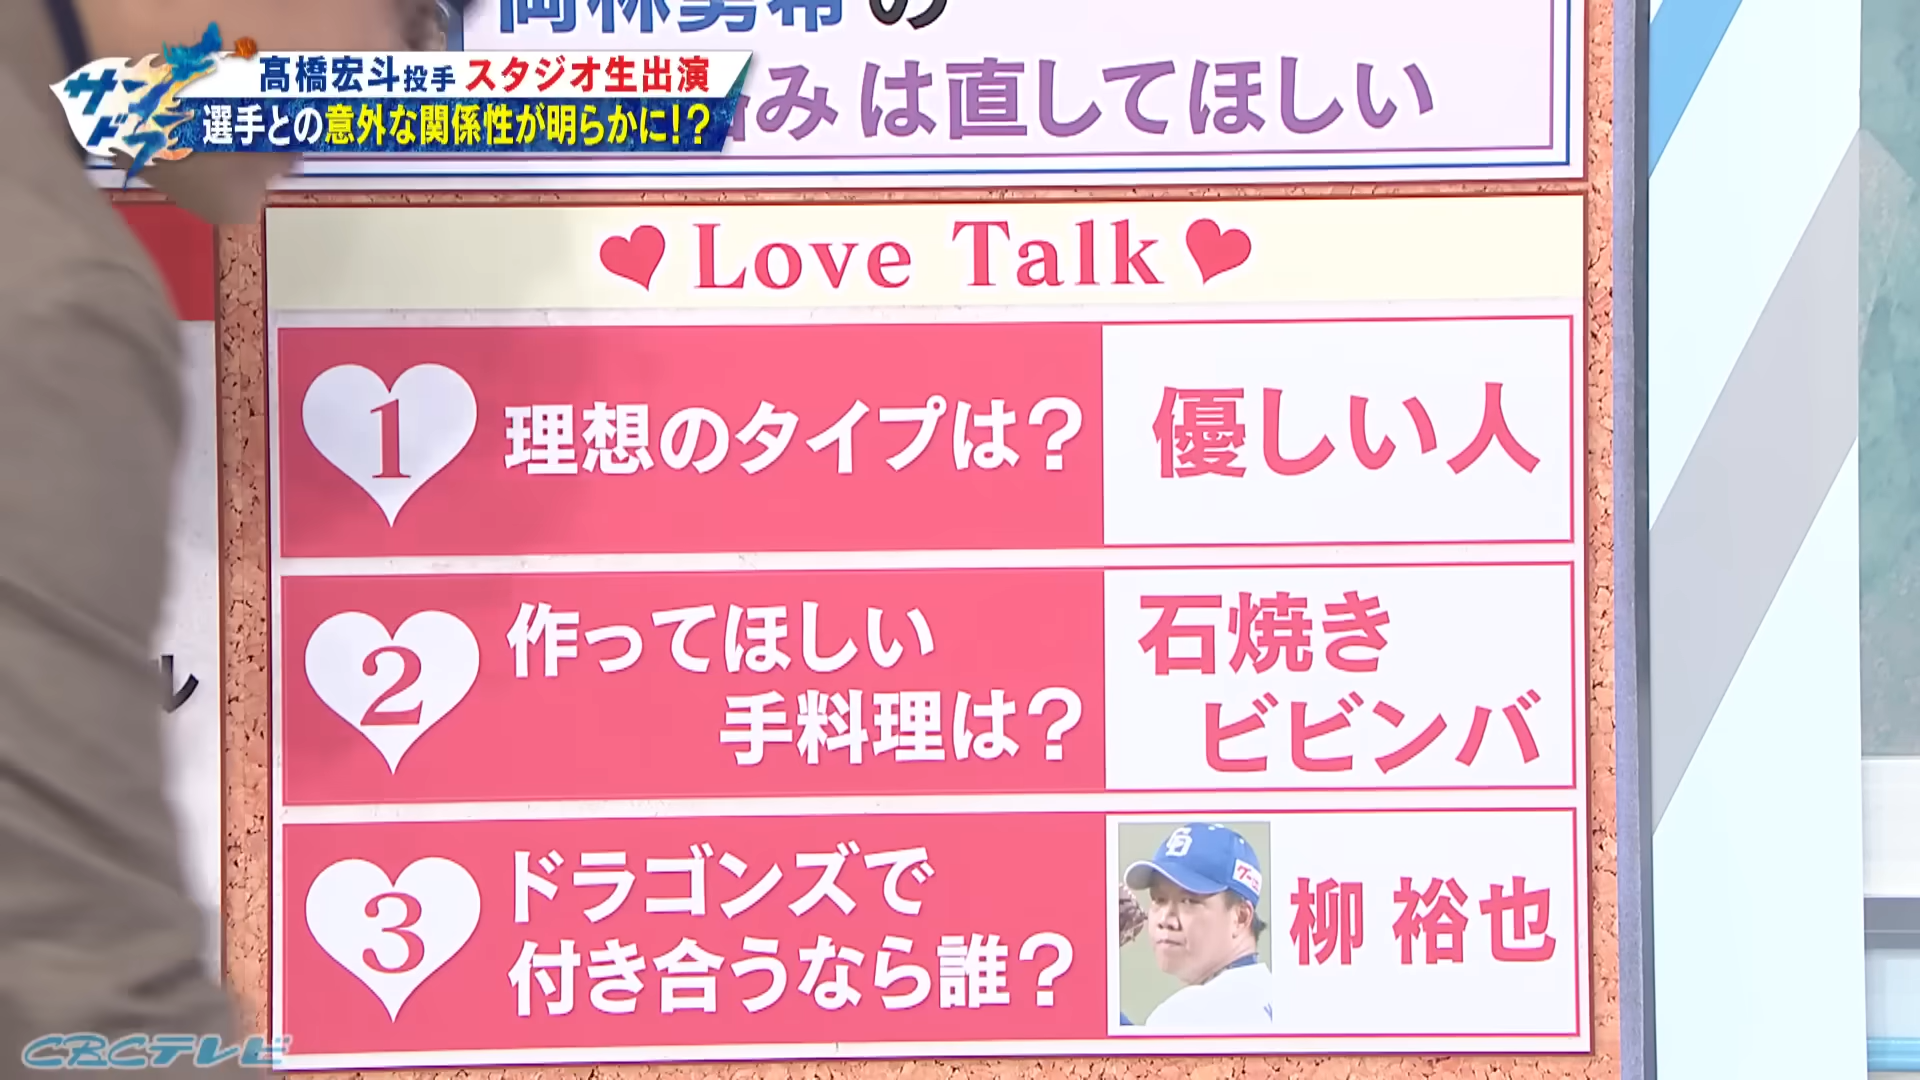 岡林勇希の
みは直してほしい
サンドラ
髙橋宏斗投手 スタジオ生出演
選手との意外な関係性が明らかに!?
Love Talk
1 理想のタイプは? 優しい人
2 作ってほしい
手料理は?
石焼き
ビビンバ
3 ドラゴンズで
付き合うなら誰?
柳 裕也
CBCテレビ